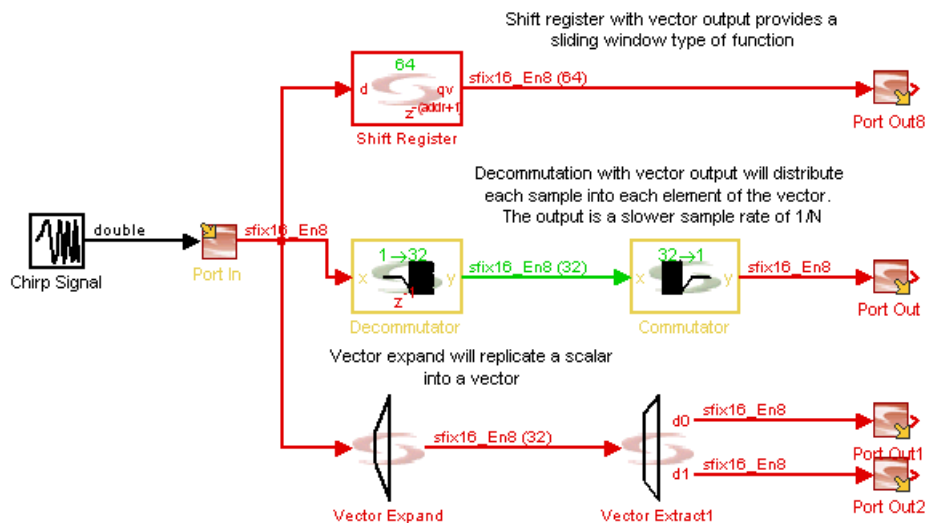 Shift register with vector output provides a
sliding window type of function
64
d
qv
z
-(addr+1)
Shift Register
sfix16_En8 (64)
Port Out8
Decommutation with vector output will distribute
each sample into each element of the vector.
The output is a slower sample rate of 1/N
Chirp Signal
double
Port In
sfix16_En8
1→32
x
y
z
-1
Decommutator
sfix16_En8 (32)
32→1
x
y
Commutator
sfix16_En8
Port Out
Vector expand will replicate a scalar
into a vector
Vector Expand
sfix16_En8 (32)
d0
d1
Vector Extract1
sfix16_En8
Port Out1
sfix16_En8
Port Out2